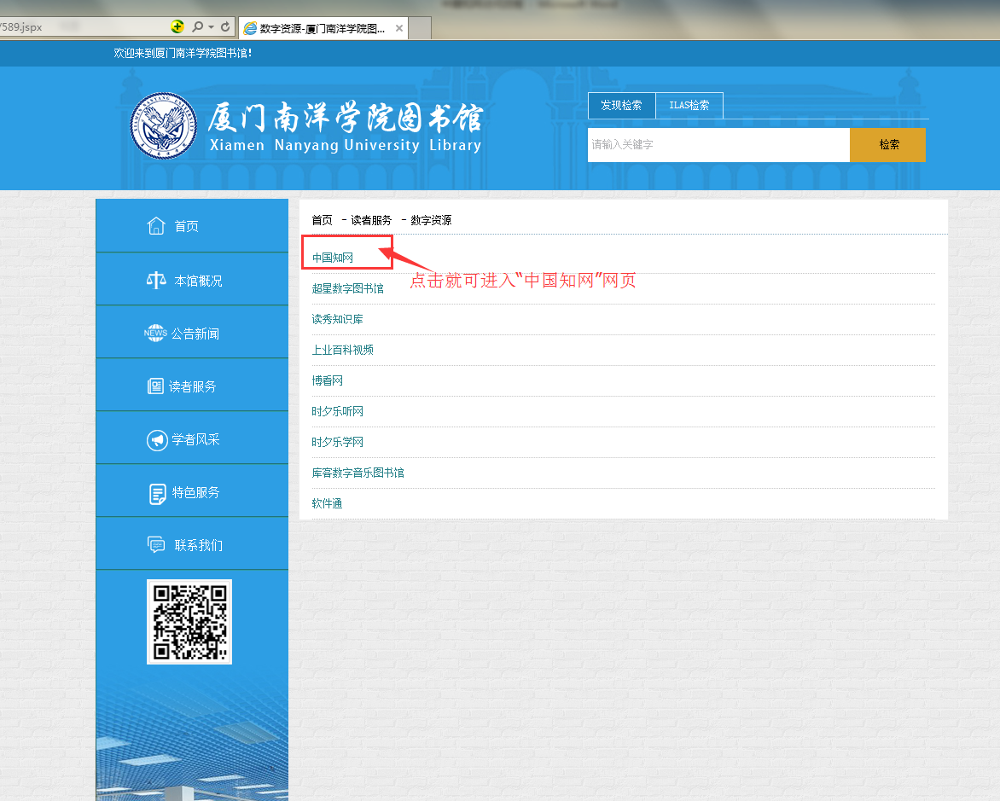 /589.jspx
数字资源-厦门南洋学院图...
欢迎来到厦门南洋学院图书馆!
厦门南洋学院图书馆
Xiamen Nanyang University Library
发现检索
ILAS检索
请输入关键字
检索
首页
本馆概况
NEWS 公告新闻
读者服务
学者风采
特色服务
联系我们
首页 - 读者服务 - 数字资源
中国知网
点击就可进入“中国知网”网页
超星数字图书馆
读秀知识库
上业百科视频
博看网
时夕乐听网
时夕乐学网
库客数字音乐图书馆
软件通